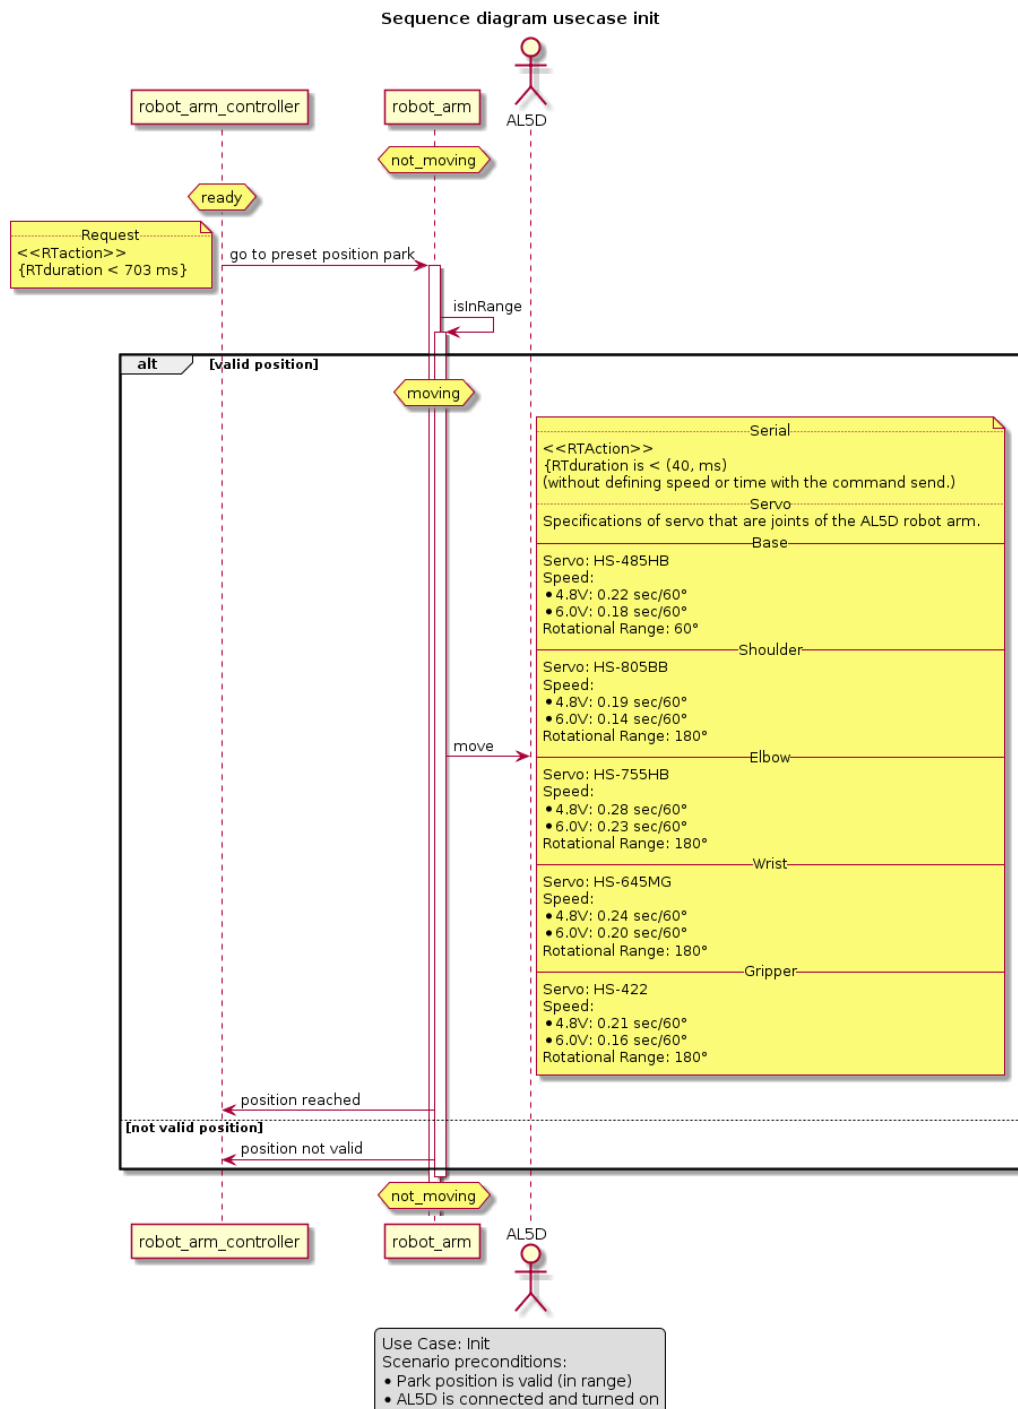 Sequence diagram usecase init
AL5D
robot_arm_controller
robot_arm
not_moving
ready
Request
<<RTaction>>
{RTduration < 703 ms}
go to preset position park
isInRange
alt
[valid position]
moving
Serial
<<RTAction>>
{RTduration is < (40, ms)
(without defining speed or time with the command send.)
Servo
Specifications of servo that are joints of the AL5D robot arm.
Base
Servo: HS-485HB
Speed:
• 4.8V: 0.22 sec/60°
• 6.0V: 0.18 sec/60°
Rotational Range: 60°
Shoulder
Servo: HS-805BB
Speed:
• 4.8V: 0.19 sec/60°
• 6.0V: 0.14 sec/60°
Rotational Range: 180°
move
Elbow
Servo: HS-755HB
Speed:
• 4.8V: 0.28 sec/60°
• 6.0V: 0.23 sec/60°
Rotational Range: 180°
Wrist
Servo: HS-645MG
Speed:
• 4.8V: 0.24 sec/60°
• 6.0V: 0.20 sec/60°
Rotational Range: 180°
Gripper
Servo: HS-422
Speed:
• 4.8V: 0.21 sec/60°
• 6.0V: 0.16 sec/60°
Rotational Range: 180°
position reached
[not valid position]
position not valid
not_moving
robot_arm_controller
robot_arm
AL5D
Use Case: Init
Scenario preconditions:
• Park position is valid (in range)
• AL5D is connected and turned on